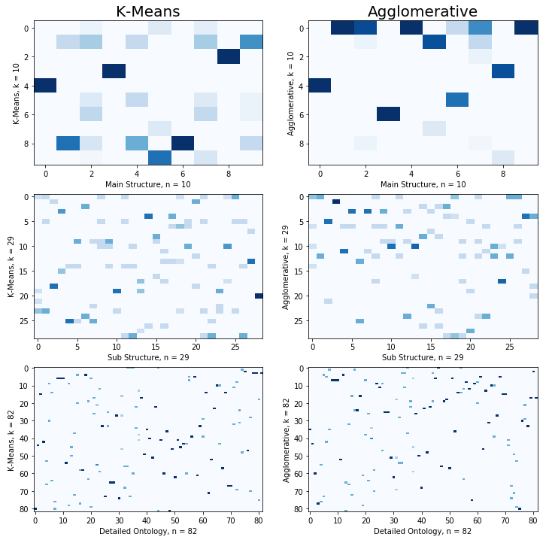 K-Means
Agglomerative
0
2
4
6
8
K-Means, k = 10
0 2 4 6 8
Main Structure, n = 10
0
2
4
6
8
Agglomerative, k = 10
0 2 4 6 8
Main Structure, n = 10
0
5
10
15
20
25
K-Means, k = 29
0 5 10 15 20 25
Sub Structure, n = 29
0
5
10
15
20
25
Agglomerative, k = 29
0 5 10 15 20 25
Sub Structure, n = 29
0
10
20
30
40
50
60
70
80
K-Means, k = 82
0 10 20 30 40 50 60 70 80
Detailed Ontology, n = 82
0
10
20
30
40
50
60
70
80
Agglomerative, k = 82
0 10 20 30 40 50 60 70 80
Detailed Ontology, n = 82